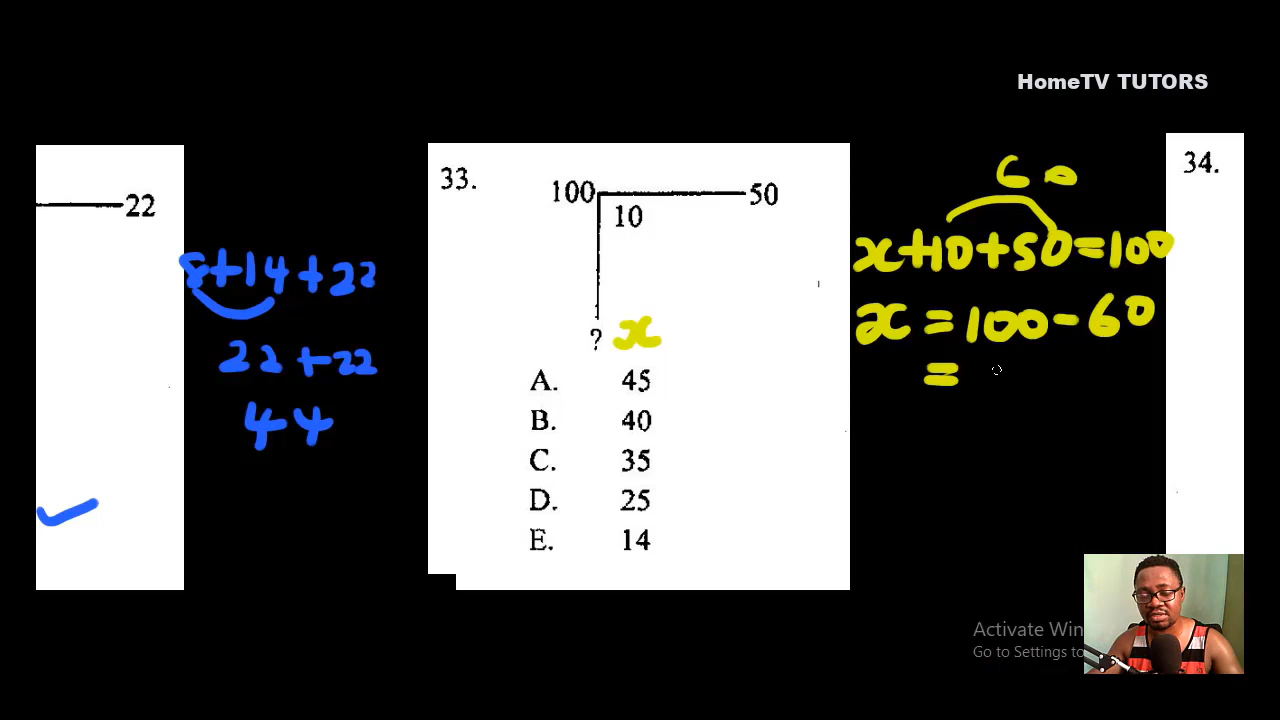 HomeTV TUTORS
22
8+14+22
22+22
44
33.
100 50
10
? x
A. 45
B. 40
C. 35
D. 25
E. 14
60
x+10+50=100
x=100-60
=
34.
Activate Win
Go to Settings to